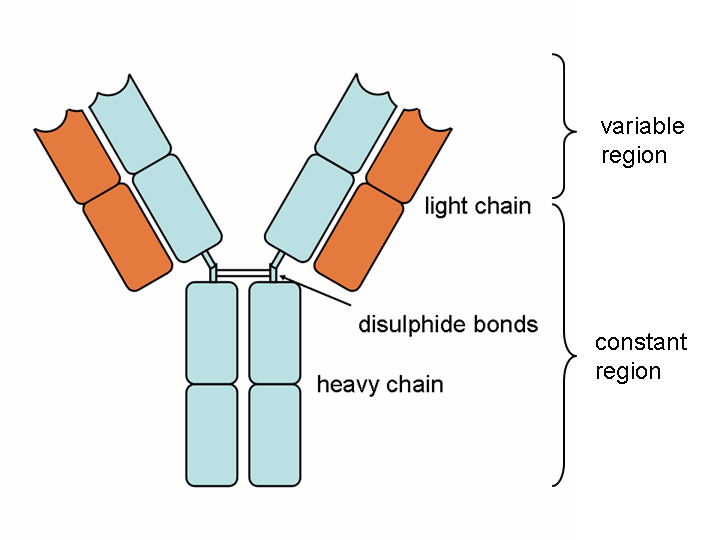 variable
region
light chain
disulphide bonds
constant
region
heavy chain